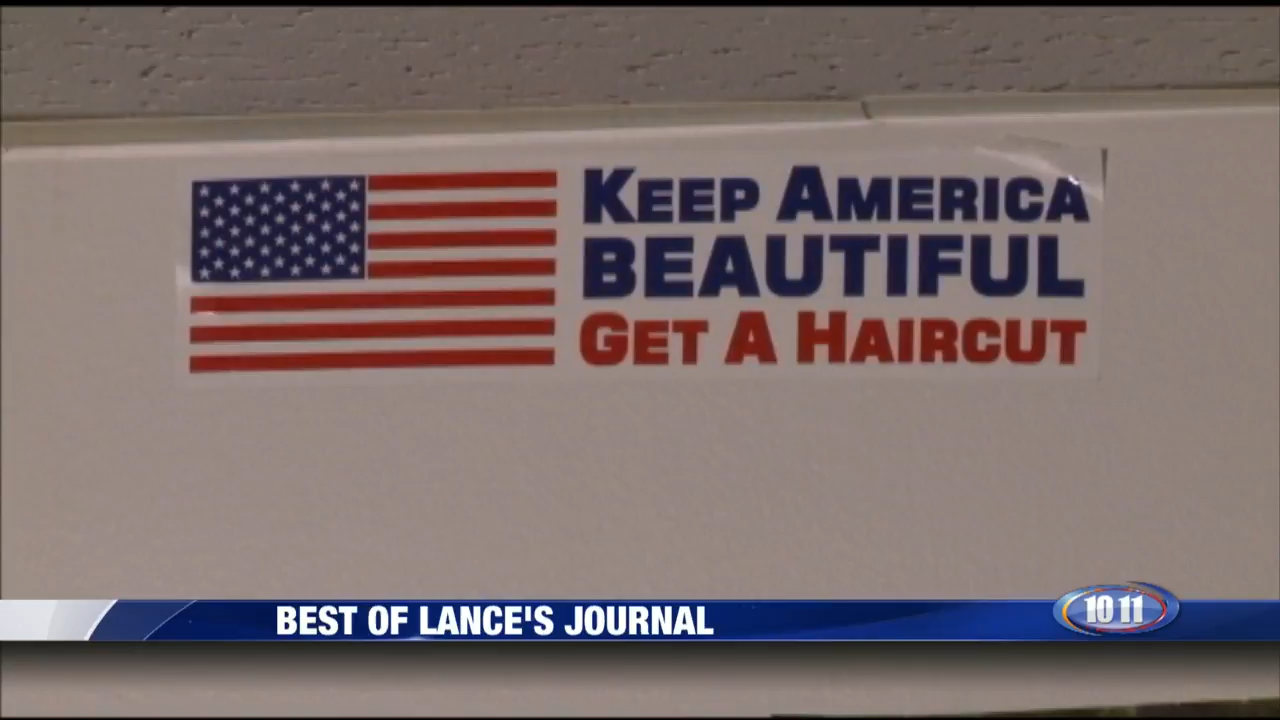 KEEP AMERICA
BEAUTIFUL
GET A HAIRCUT
BEST OF LANCE'S JOURNAL
10 11